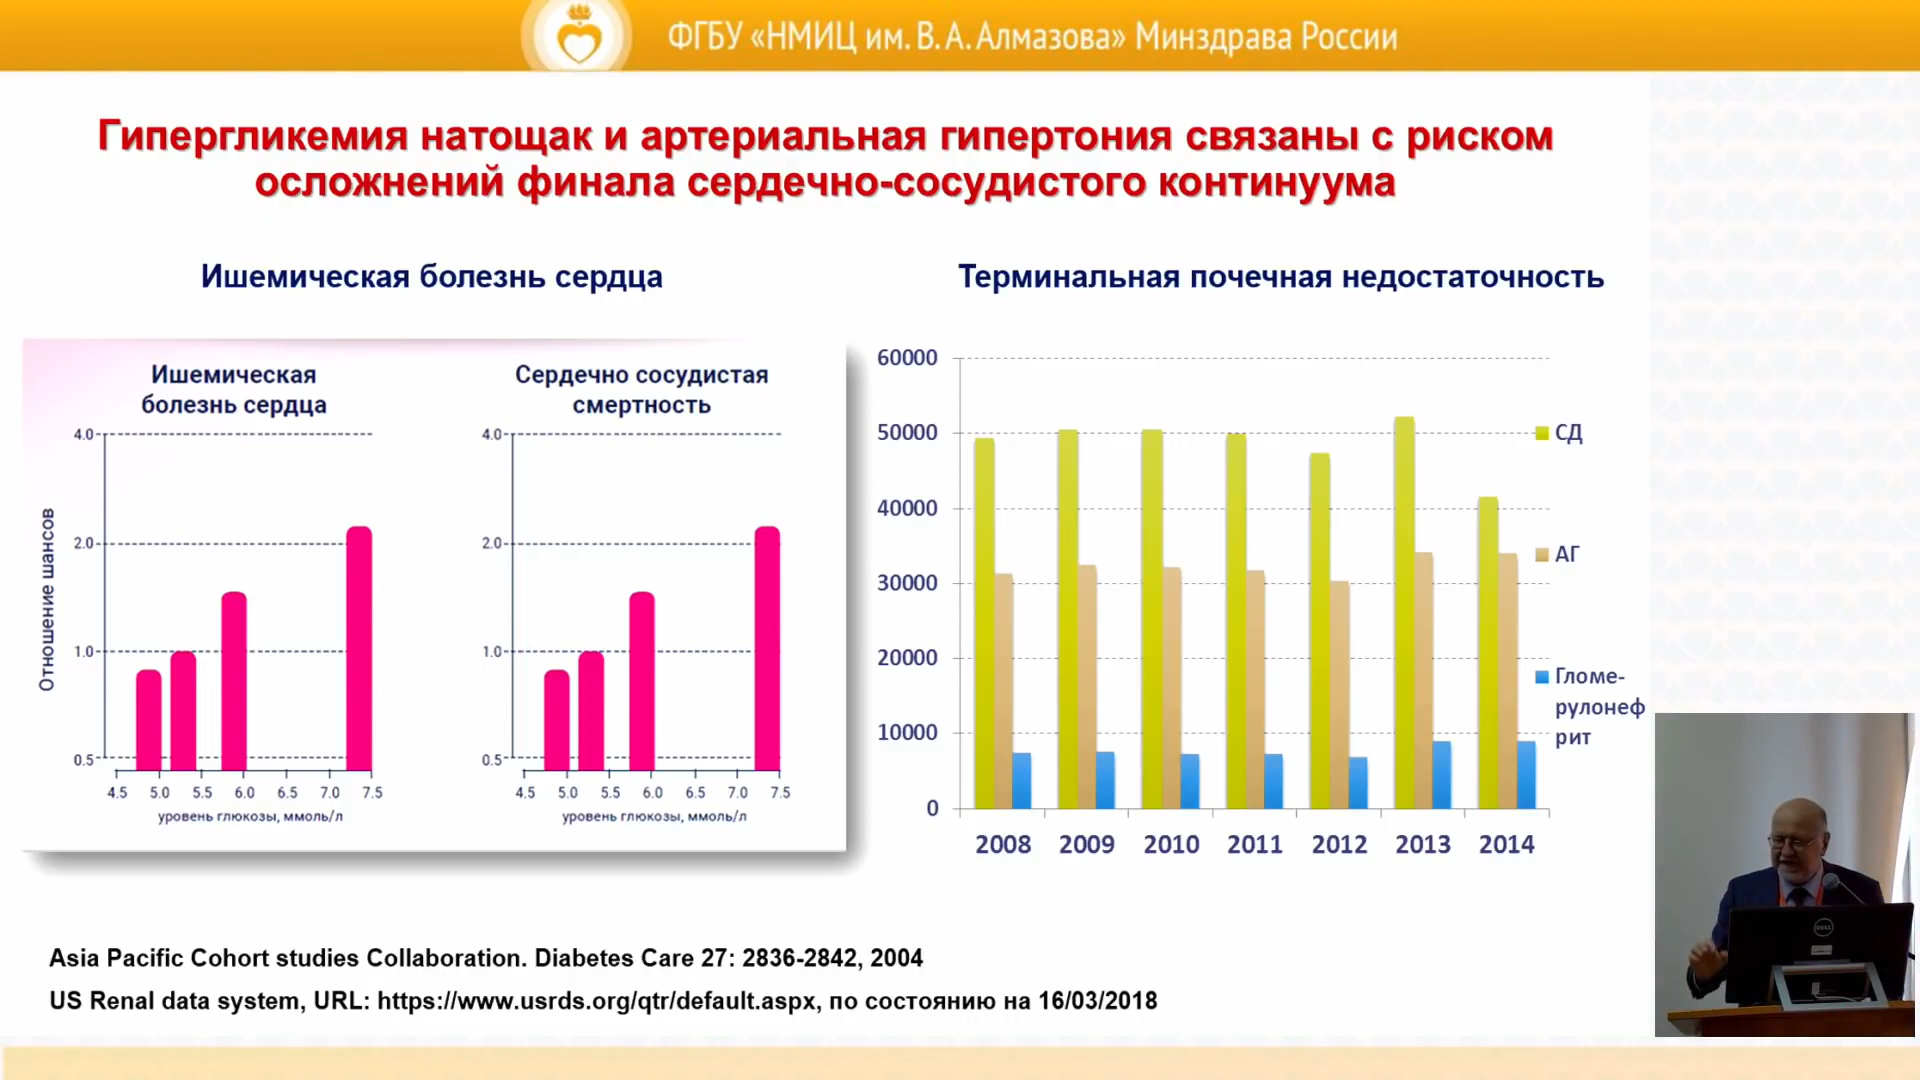 ФГБУ «НМИЦ им. В. А. Алмазова» Минздрава России
Гипергликемия натощак и артериальная гипертония связаны с риском
осложнений финала сердечно-сосудистого континуума
Ишемическая болезнь сердца
Ишемическая
болезнь сердца
Отношение шансов
4.0
2.0
1.0
0.5
4.5 5.0 5.5 6.0 6.5 7.0 7.5
уровень глюкозы, ммоль/л
Сердечно сосудистая
смертность
4.0
2.0
1.0
0.5
4.5 5.0 5.5 6.0 6.5 7.0 7.5
уровень глюкозы, ммоль/л
Терминальная почечная недостаточность
60000
50000
40000
30000
20000
10000
0
2008 2009 2010 2011 2012 2013 2014
СД
АГ
Гломе-
рулонеф
рит
Asia Pacific Cohort studies Collaboration. Diabetes Care 27: 2836-2842, 2004
US Renal data system, URL: https://www.usrds.org/qtr/default.aspx, по состоянию на 16/03/2018
DELL